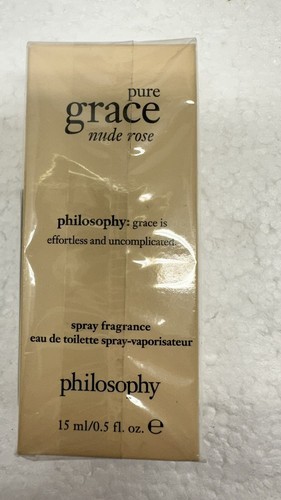 pure
grace
nude rose
philosophy: grace is
effortless and uncomplicated.
spray fragrance
eau de toilette spray-vaporisateur
philosophy
15 ml/0.5 fl. oz. ℮